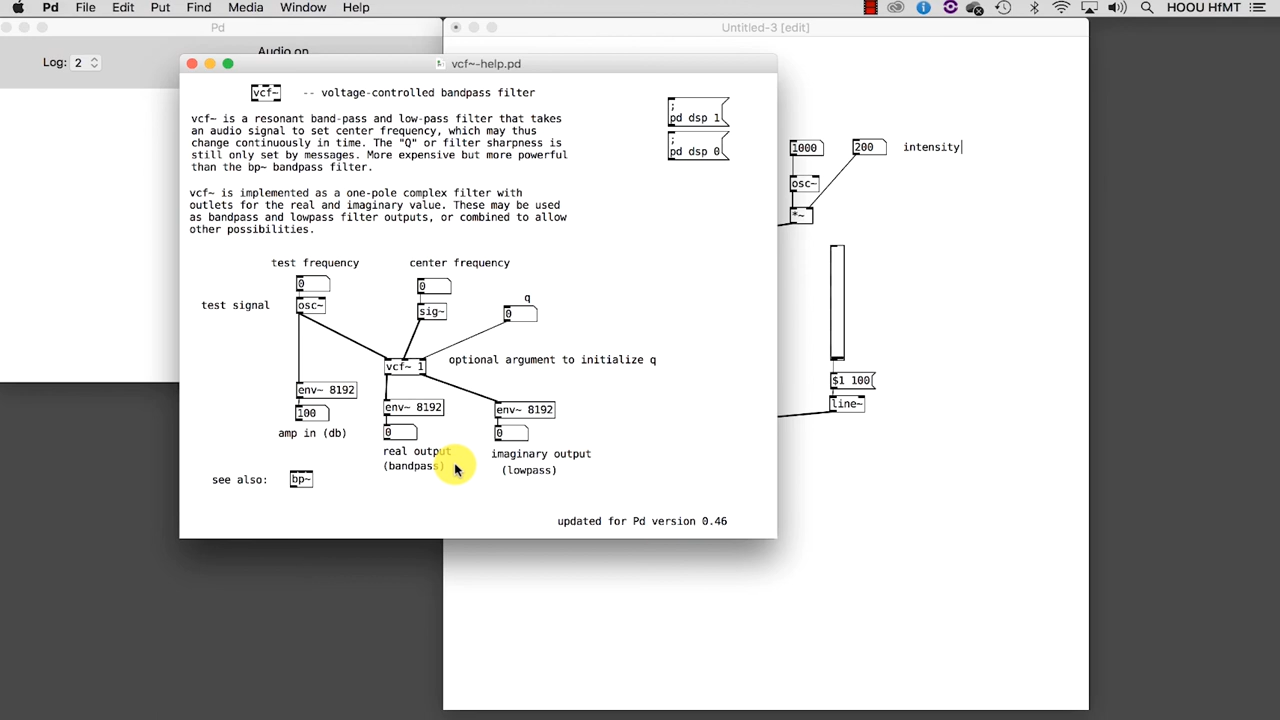 Pd File Edit Put Find Media Window Help
HOOU HfMT
Pd
Untitled-3 [edit]
Audio on
Log: 2
vcf~-help.pd
vcf~ -- voltage-controlled bandpass filter
vcf~ is a resonant band-pass and low-pass filter that takes
an audio signal to set center frequency, which may thus
change continuously in time. The "Q" or filter sharpness is
still only set by messages. More expensive but more powerful
than the bp~ bandpass filter.
;
pd dsp 1
;
pd dsp 0
vcf~ is implemented as a one-pole complex filter with
outlets for the real and imaginary value. These may be used
as bandpass and lowpass filter outputs, or combined to allow
other possibilities.
test frequency
center frequency
0
0
q
test signal
osc~
sig~
0
vcf~ 1
optional argument to initialize q
env~ 8192
env~ 8192
env~ 8192
100
0
0
amp in (db)
real output
(bandpass)
imaginary output
(lowpass)
see also:
bp~
updated for Pd version 0.46
1000
200
intensity
osc~
*~
$1 100
line~